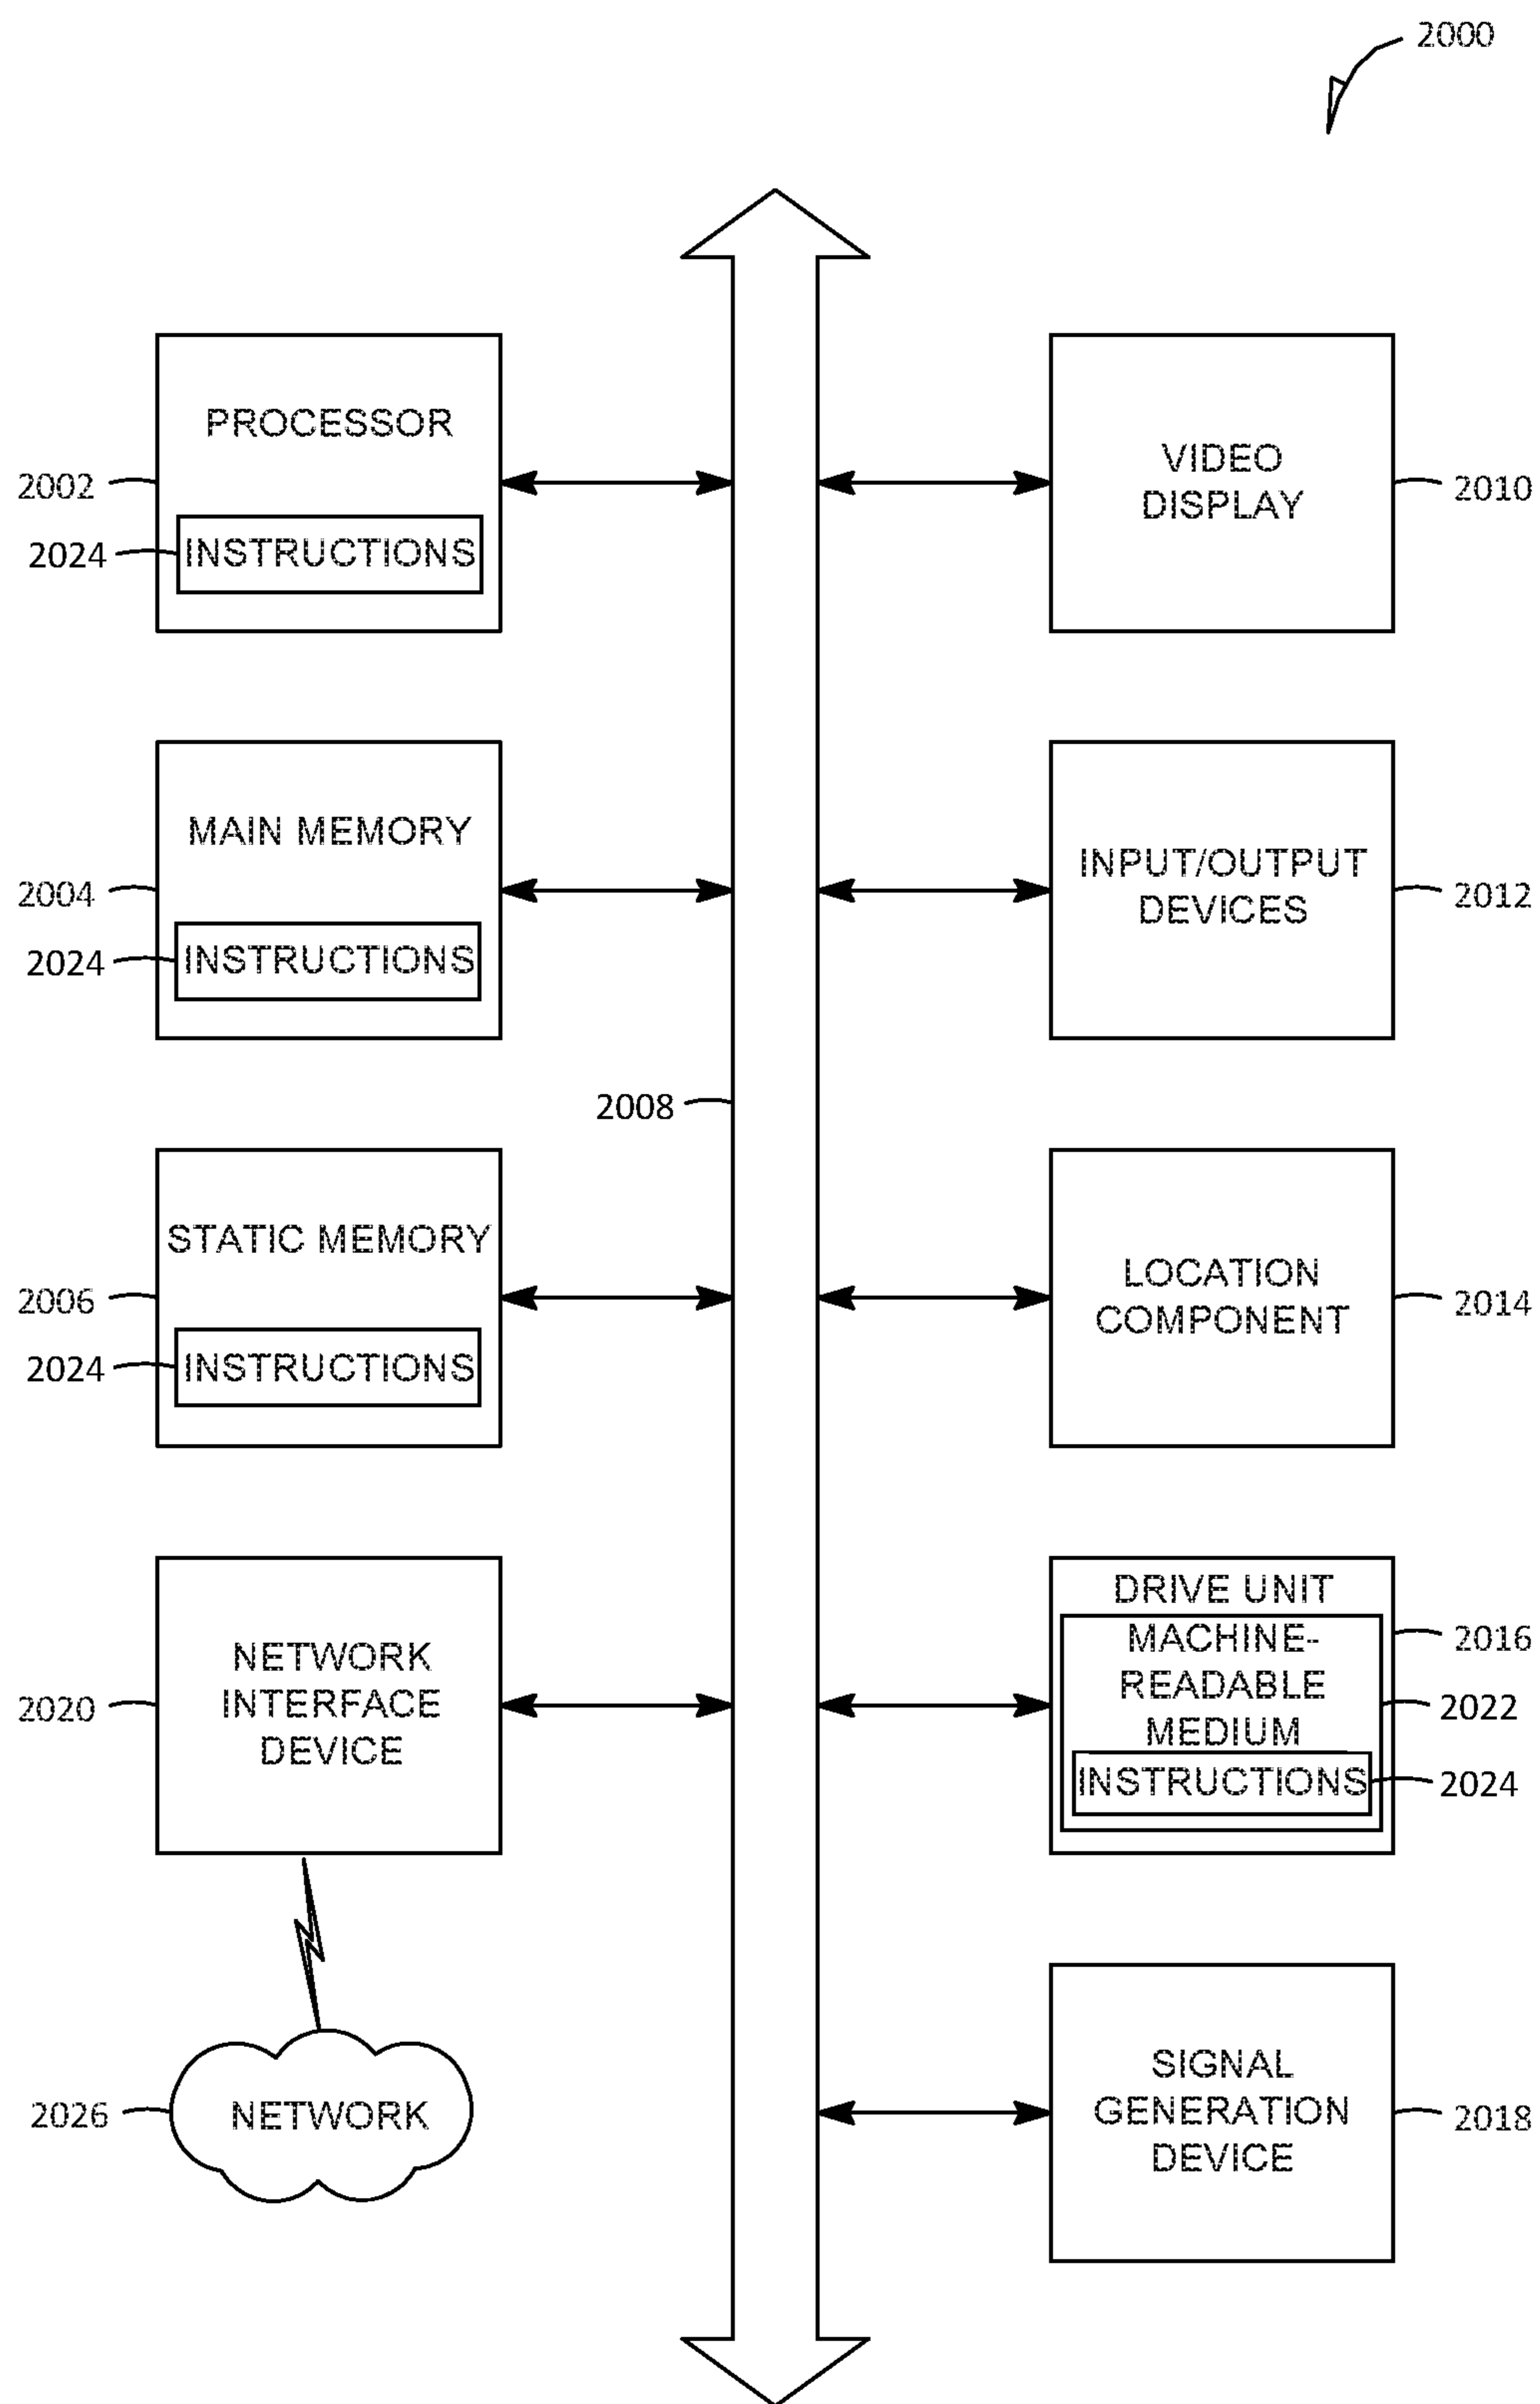 2000
PROCESSOR
2002
2024
INSTRUCTIONS
VIDEO
DISPLAY
2010
MAIN MEMORY
2004
2024
INSTRUCTIONS
INPUT/OUTPUT
DEVICES
2012
2008
STATIC MEMORY
2006
2024
INSTRUCTIONS
LOCATION
COMPONENT
2014
NETWORK
INTERFACE
DEVICE
2020
DRIVE UNIT
MACHINE-
READABLE
MEDIUM
INSTRUCTIONS
2016
2022
2024
2026
NETWORK
SIGNAL
GENERATION
DEVICE
2018